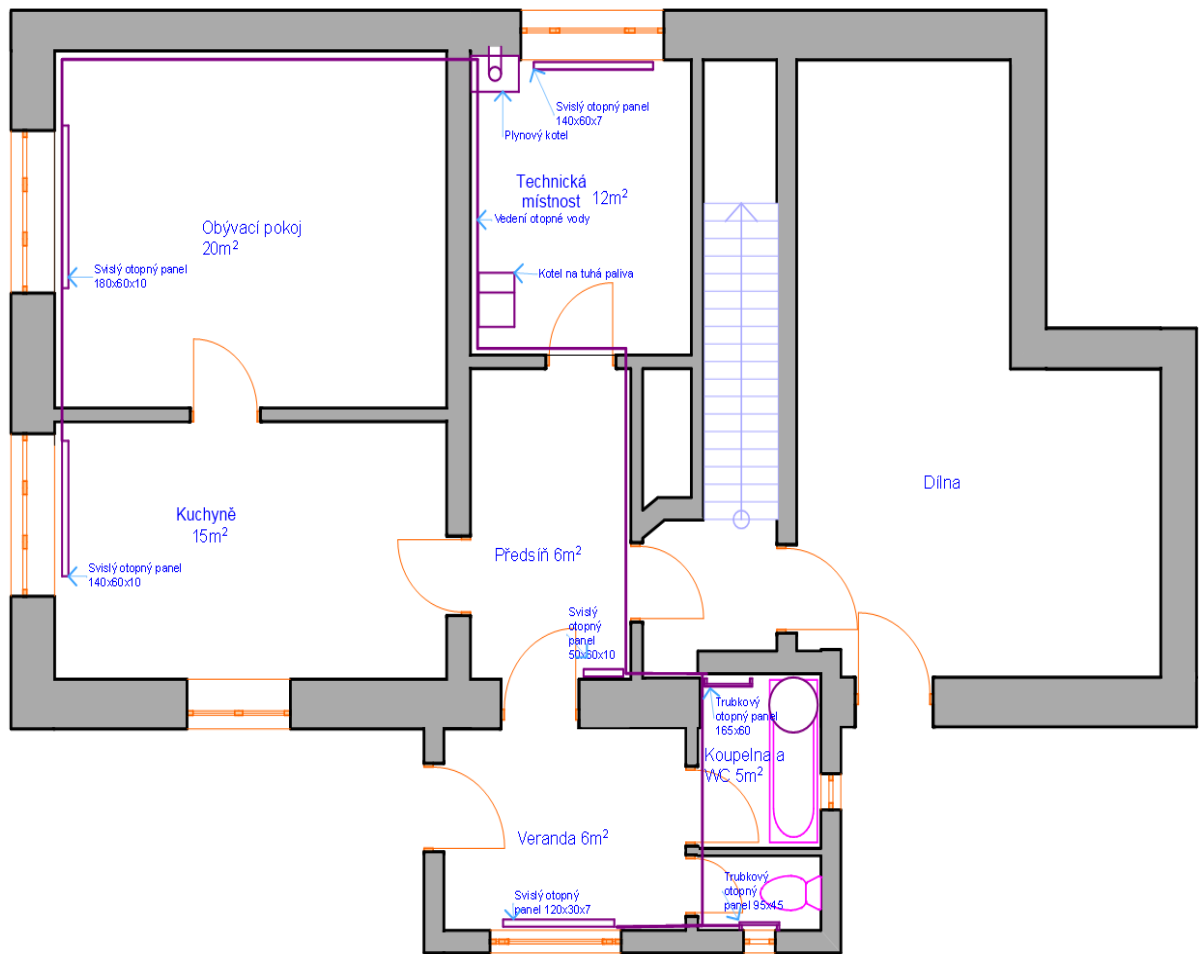 Svislý otopný panel
140x60x7
Plynový kotel
Technická
místnost 12m²
Vedení otopné vody
Obývací pokoj
20m²
Svislý otopný panel
180x60x10
Kotel na tuhá paliva
Kuchyně
15m²
Dílna
Předsíň 6m²
Svislý otopný panel
140x60x10
Svislý
otopný
panel
50x60x10
Trubkový
otopný panel
165x60
Koupelna a
WC 5m²
Veranda 6m²
Trubkový
otopný
panel 95x45
Svislý otopný
panel 120x30x7